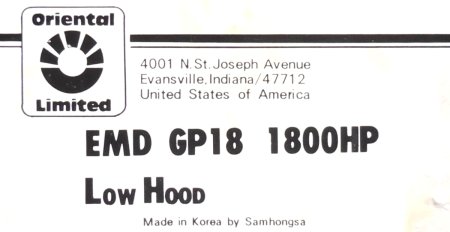 Oriental
Limited
4001 N. St. Joseph Avenue
Evansville, Indiana/47712
United States of America
EMD GP18 1800HP
LOW HOOD
Made in Korea by Samhongsa